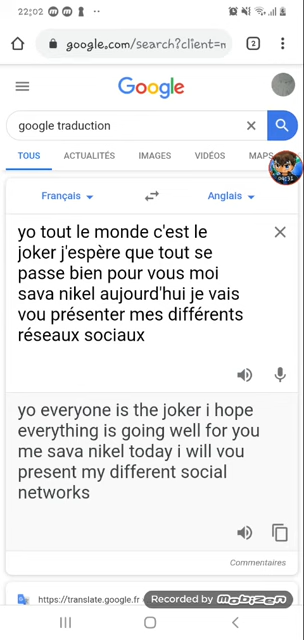 22:02
google.com/search?client=n
2
Google
google traduction
TOUS ACTUALITÉS IMAGES VIDÉOS MAPS
Français Anglais
yo tout le monde c'est le
joker j'espère que tout se
passe bien pour vous moi
sava nikel aujourd'hui je vais
vou présenter mes différents
réseaux sociaux
yo everyone is the joker i hope
everything is going well for you
me sava nikel today i will vou
present my different social
networks
Commentaires
https://translate.google.fr
Recorded by mobizen